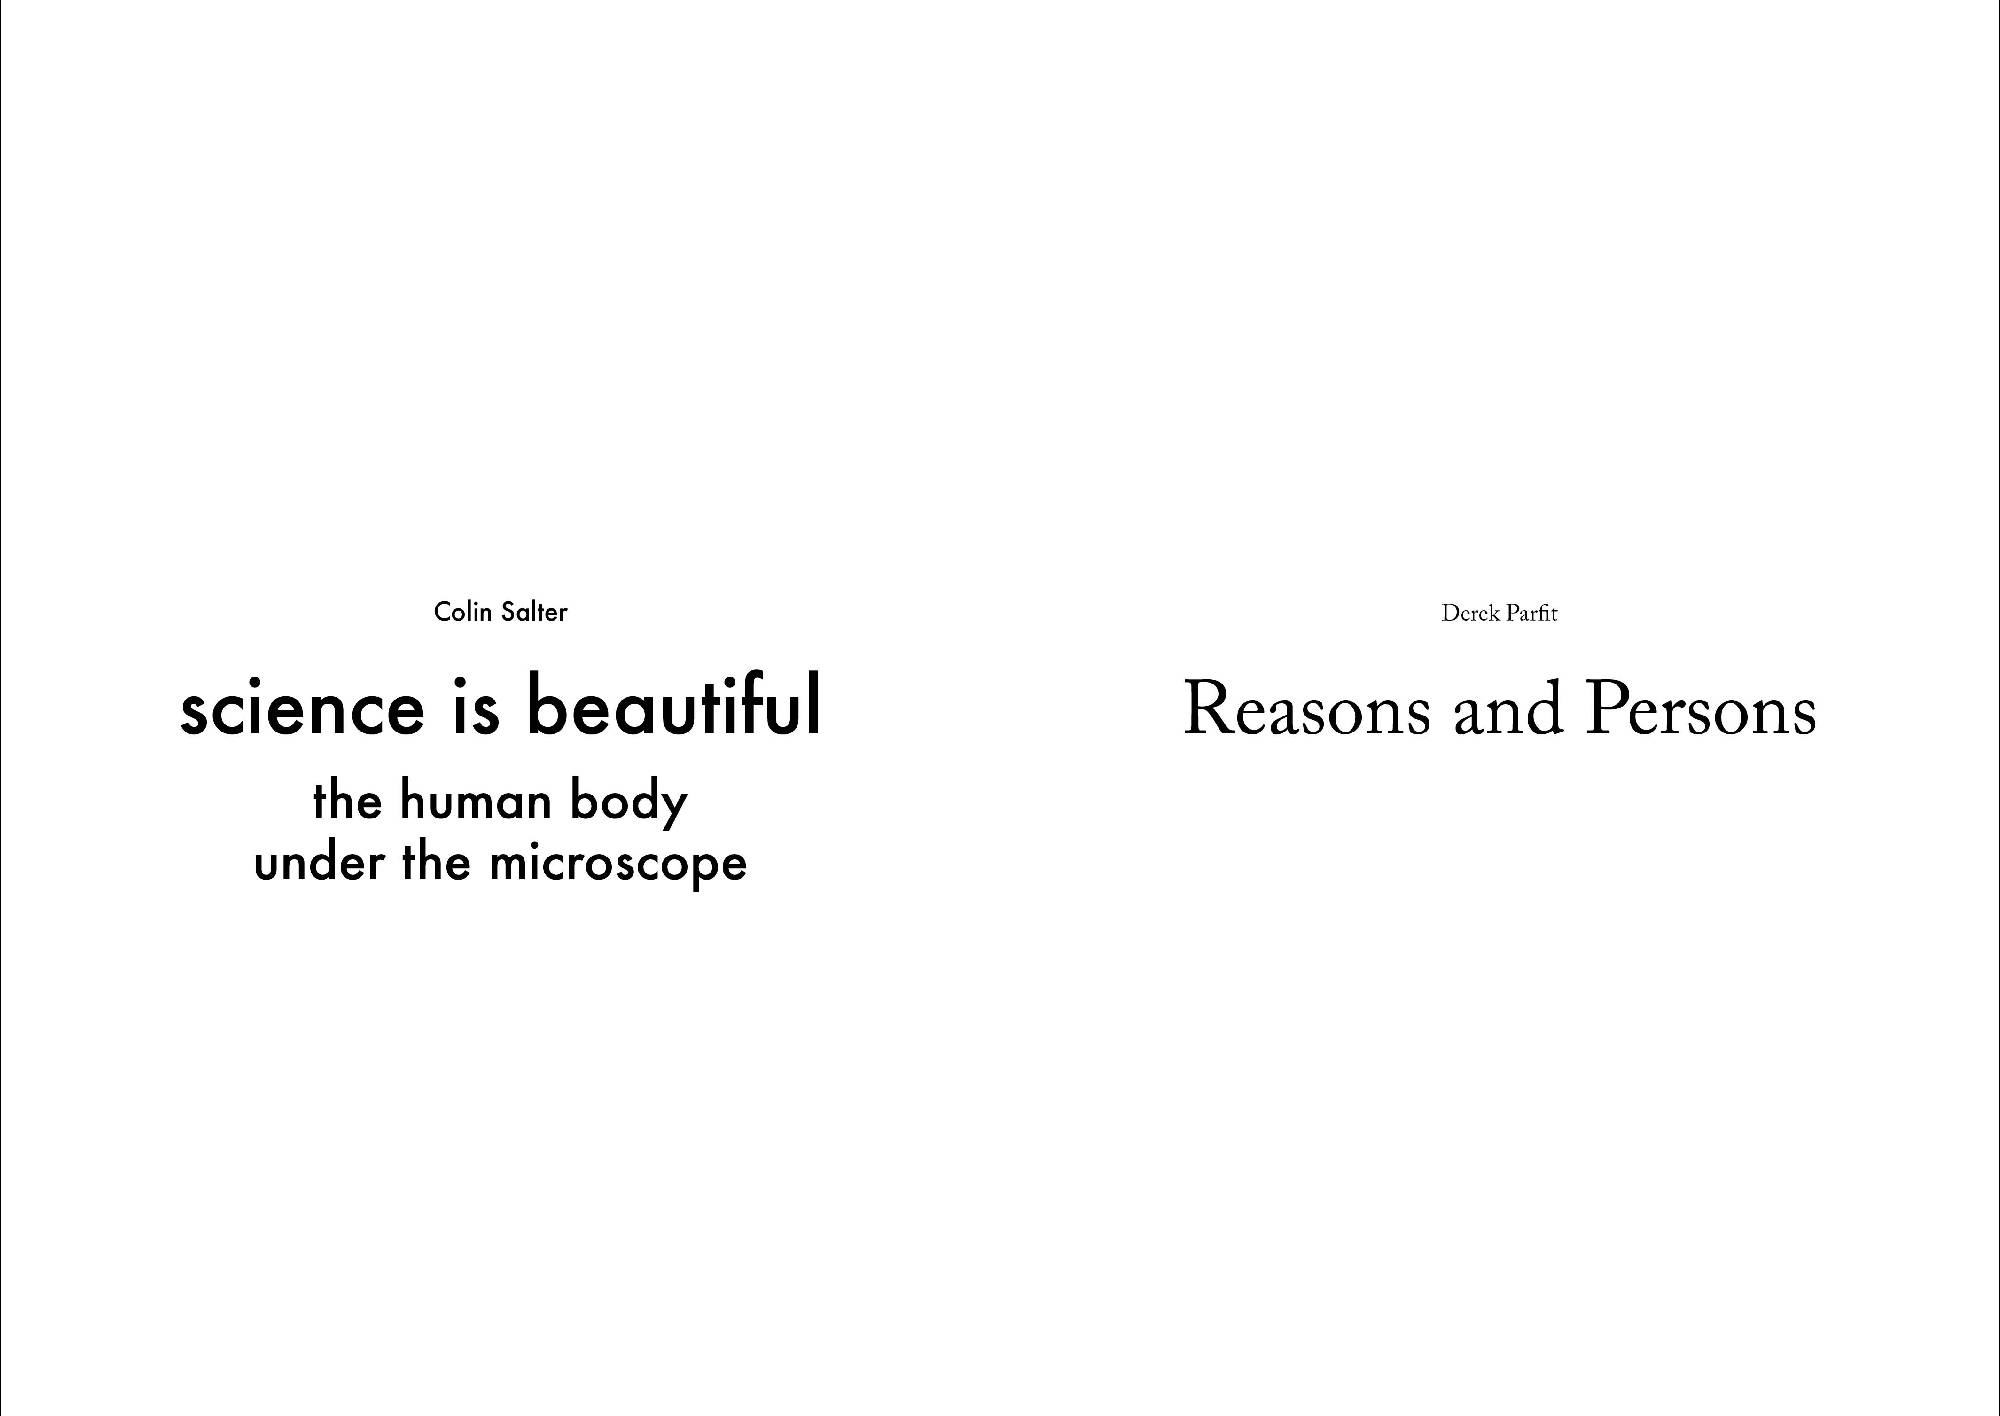 Colin Salter
science is beautiful
the human body
under the microscope
Derek Parfit
Reasons and Persons